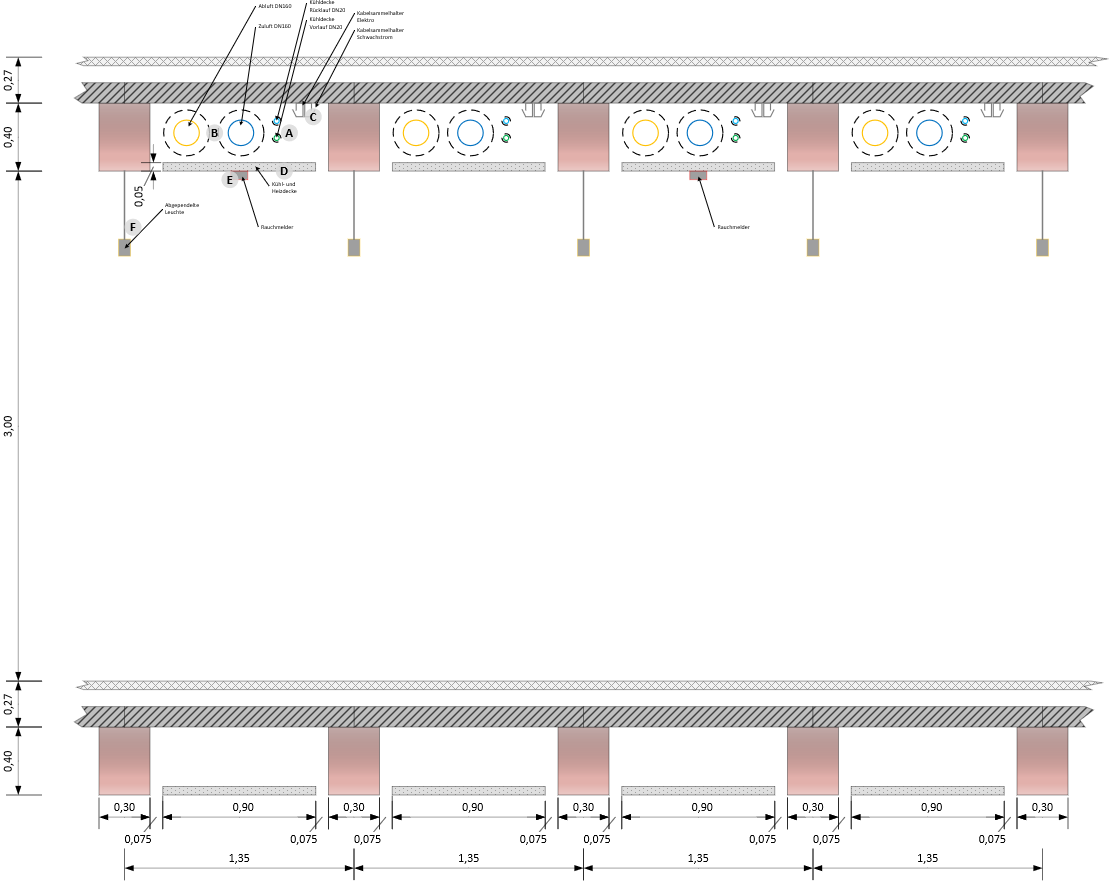 Abluft DN160
Zuluft DN160
Kühldecke
Rücklauf DN20
Kühldecke
Vorlauf DN20
Kabelsammelhalter
Elektro
Kabelsammelhalter
Schwachstrom
0,27
0,40
B
A
C
D
E
F
0,05
Kühl- und
Heizdecke
Abgependelte
Leuchte
Rauchmelder
Rauchmelder
3,00
0,27
0,40
0,30
0,90
0,30
0,90
0,30
0,90
0,30
0,90
0,30
0,075
0,075
0,075
0,075
0,075
0,075
0,075
0,075
1,35
1,35
1,35
1,35